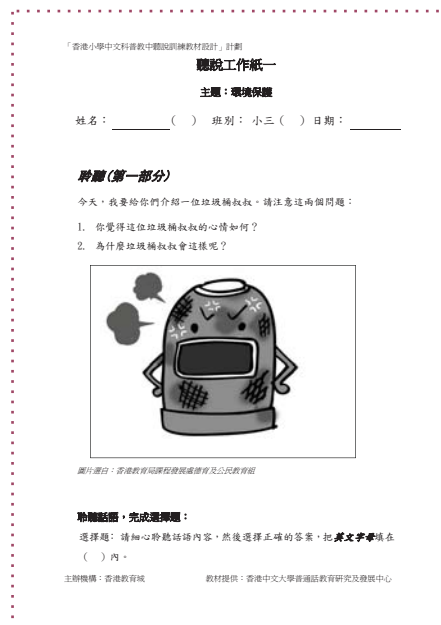 「香港小學中文科普教中聽說訓練教材設計」計劃
聽說工作紙一
主題：環境保護
姓名：          （    ） 班別： 小三（    ）日期：
聆聽(第一部分)
今天，我要給你們介紹一位垃圾桶叔叔。請注意這兩個問題：
1. 你覺得這位垃圾桶叔叔的心情如何？
2. 為什麼垃圾桶叔叔會這樣呢？
圖片選自：香港教育局課程發展處德育及公民教育組
聆聽話語，完成選擇題：
選擇題：請細心聆聽話語內容，然後選擇正確的答案，把英文字母填在
（    ）內。
主辦機構：香港教育城          教材提供：香港中文大學普通話教育研究及發展中心